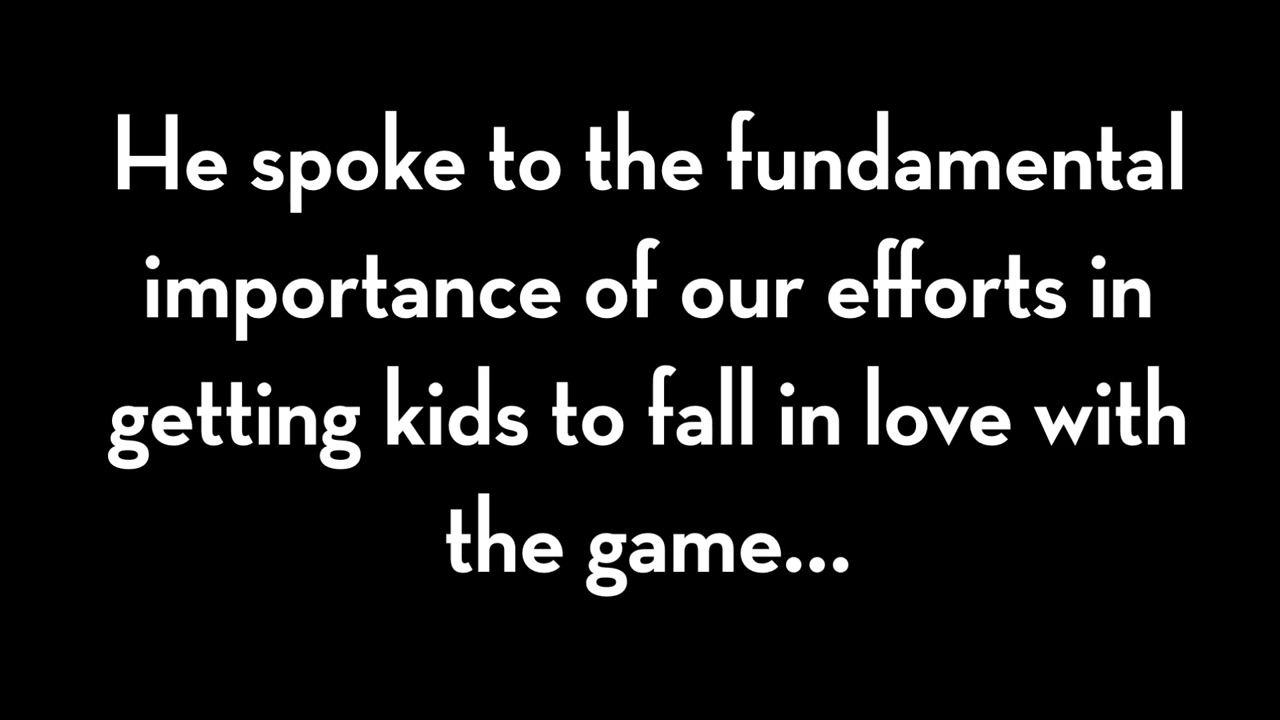 He spoke to the fundamental
importance of our efforts in
getting kids to fall in love with
the game...